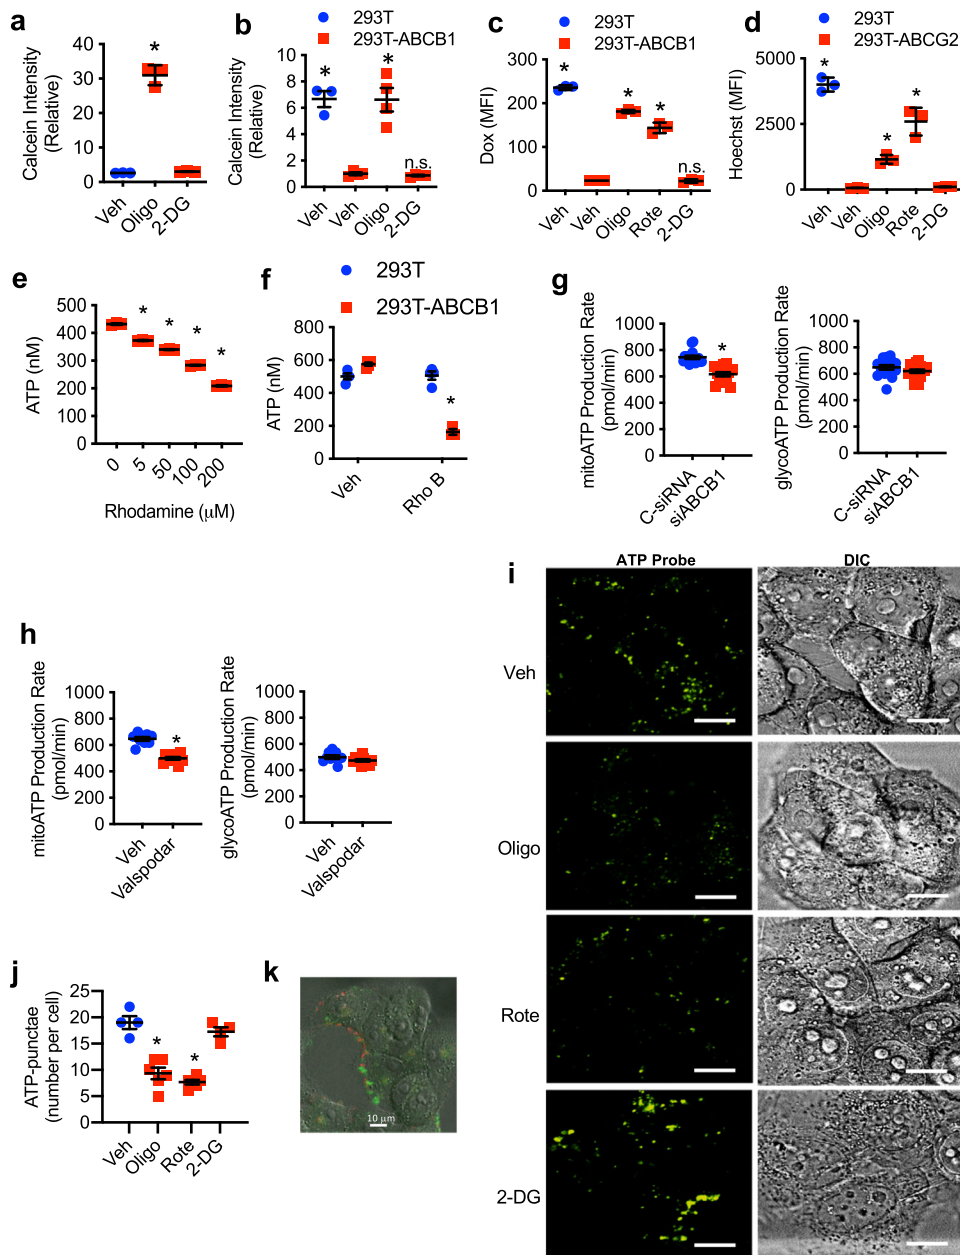 a
Calcein Intensity
(Relative)
40
30
20
10
0
*
Veh
Oligo
2-DG
b
293T
293T-ABCB1
Calcein Intensity
(Relative)
10
8
6
4
2
0
*
*
n.s.
Veh
Veh
Oligo
2-DG
c
293T
293T-ABCB1
Dox (MFI)
300
200
100
0
*
*
*
n.s.
Veh
Veh
Oligo
Rote
2-DG
d
293T
293T-ABCG2
Hoechst (MFI)
5000
2500
0
*
*
*
Veh
Veh
Oligo
Rote
2-DG
e
ATP (nM)
500
400
300
200
100
0
*
*
*
*
0
5
50
100
200
Rhodamine (μM)
f
293T
293T-ABCB1
ATP (nM)
800
600
400
200
0
*
Veh
Rho B
g
mitoATP Production Rate
(pmol/min)
1000
800
600
400
200
0
*
C-siRNA
siABCB1
glycoATP Production Rate
(pmol/min)
1000
800
600
400
200
0
C-siRNA
siABCB1
h
mitoATP Production Rate
(pmol/min)
1000
800
600
400
200
0
*
Veh
Valspodar
glycoATP Production Rate
(pmol/min)
1000
800
600
400
200
0
Veh
Valspodar
i
ATP Probe
DIC
Veh
Oligo
Rote
2-DG
j
ATP-punctae
(number per cell)
25
20
15
10
5
0
*
*
Veh
Oligo
Rote
2-DG
k
10 μm